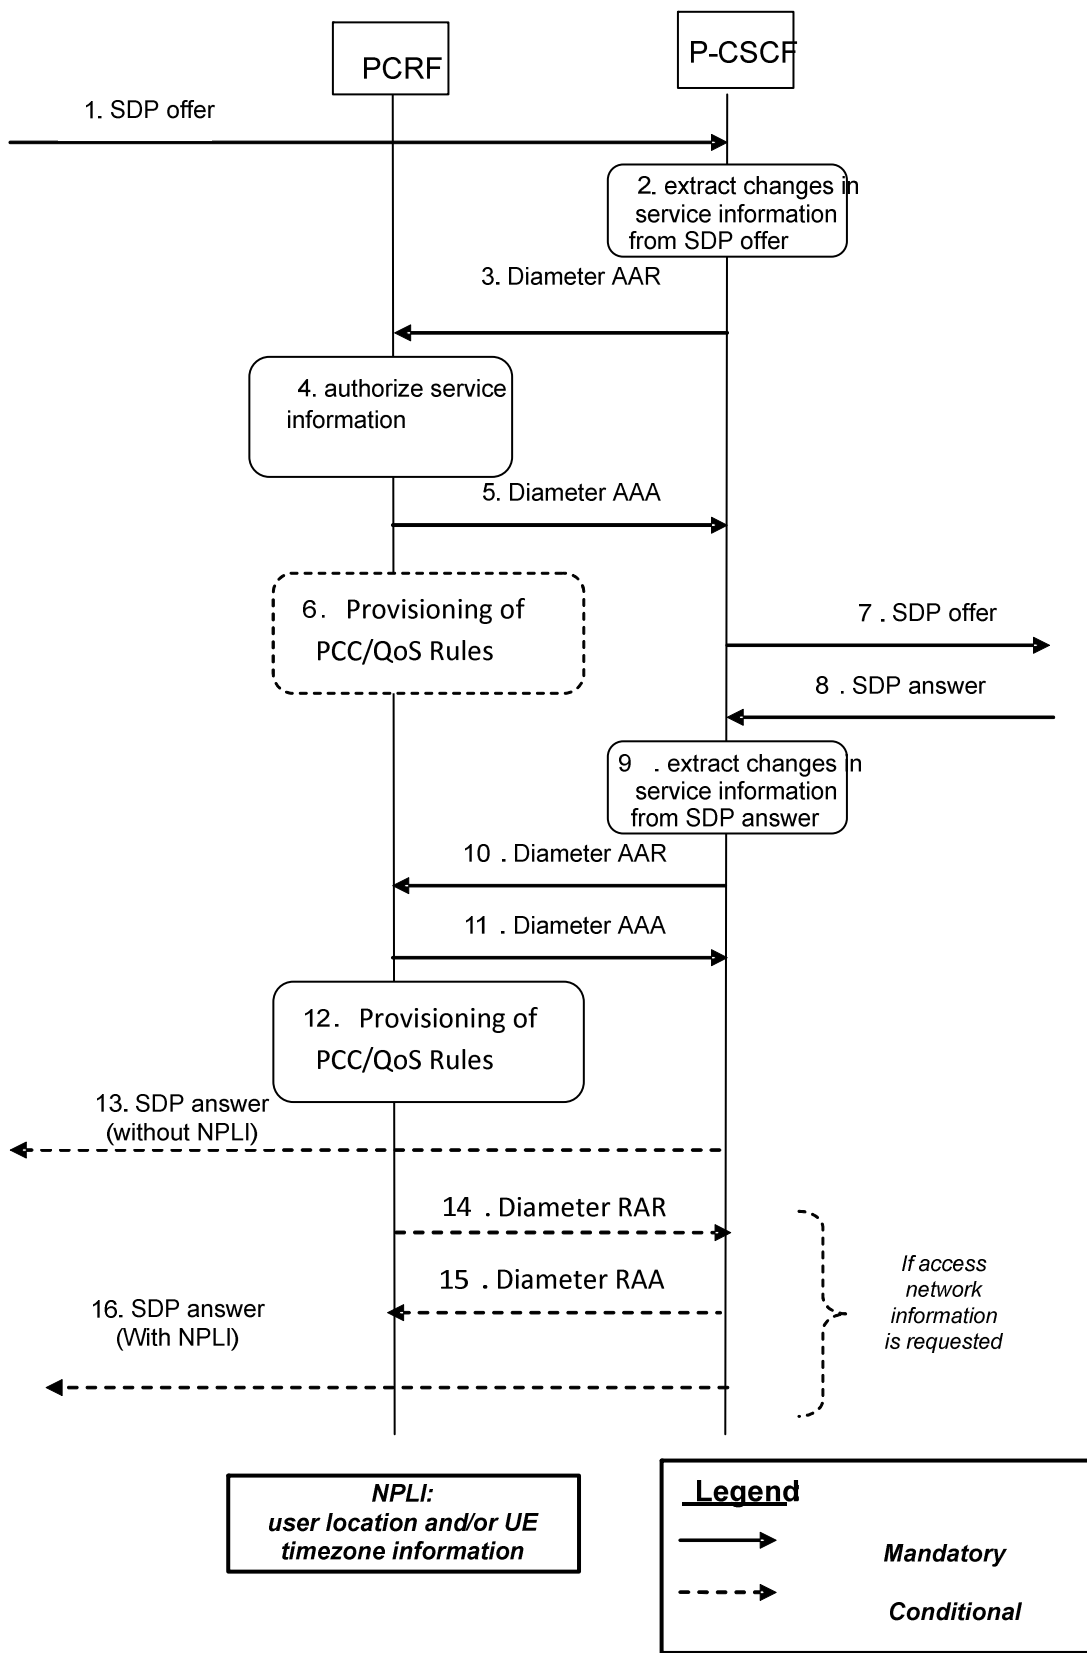 PCRF
P-CSCF
1. SDP offer
2. extract changes in
service information
from SDP offer
3. Diameter AAR
4. authorize service
information
5. Diameter AAA
6. Provisioning of
PCC/QoS Rules
7 . SDP offer
8 . SDP answer
9 . extract changes in
service information
from SDP answer
10 . Diameter AAR
11 . Diameter AAA
12. Provisioning of
PCC/QoS Rules
13. SDP answer
(without NPLI)
14 . Diameter RAR
15 . Diameter RAA
16. SDP answer
(With NPLI)
If access
network
information
is requested
NPLI:
user location and/or UE
timezone information
Legend
Mandatory
Conditional